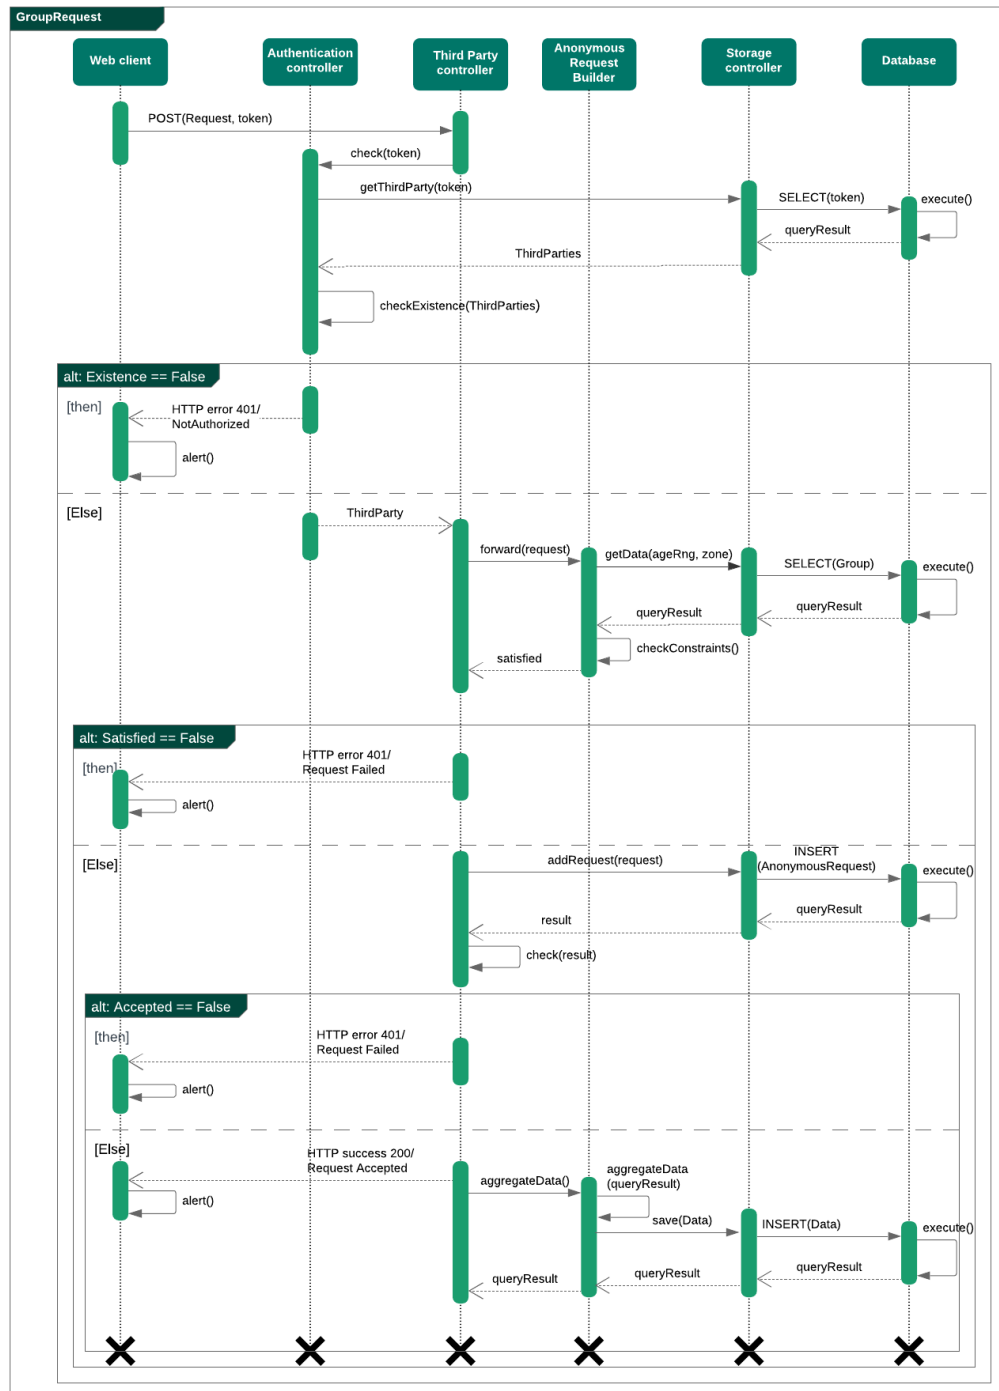 GroupRequest
Web client
Authentication
controller
Third Party
controller
Anonymous
Request
Builder
Storage
controller
Database
POST(Request, token)
check(token)
getThirdParty(token)
SELECT(token)
execute()
queryResult
ThirdParties
checkExistence(ThirdParties)
alt: Existence == False
[then]
HTTP error 401/
NotAuthorized
alert()
[Else]
ThirdParty
forward(request)
getData(ageRng, zone)
SELECT(Group)
execute()
queryResult
queryResult
checkConstraints()
satisfied
alt: Satisfied == False
[then]
HTTP error 401/
Request Failed
alert()
[Else]
addRequest(request)
INSERT
(AnonymousRequest)
execute()
queryResult
result
check(result)
alt: Accepted == False
[then]
HTTP error 401/
Request Failed
alert()
[Else]
HTTP success 200/
Request Accepted
alert()
aggregateData()
aggregateData
(queryResult)
save(Data)
INSERT(Data)
execute()
queryResult
queryResult
queryResult